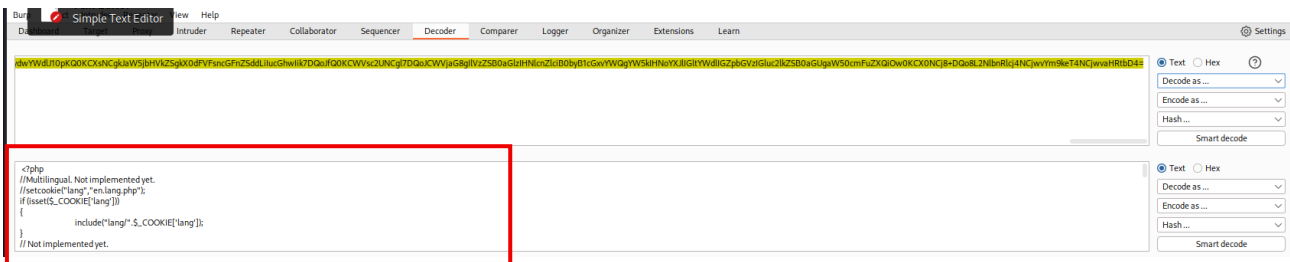 Burp Simple Text Editor View Help
Dashboard Target Proxy Intruder Repeater Collaborator Sequencer Decoder Comparer Logger Organizer Extensions Learn Settings
Text Hex ?
Decode as ...
Encode as ...
Hash ...
Smart decode
<?php
//Multilingual. Not implemented yet.
//setcookie("lang","en.lang.php");
if (isset($_COOKIE['lang']))
{
include("lang/".$_COOKIE['lang']);
}
// Not implemented yet.
Text Hex
Decode as ...
Encode as ...
Hash ...
Smart decode